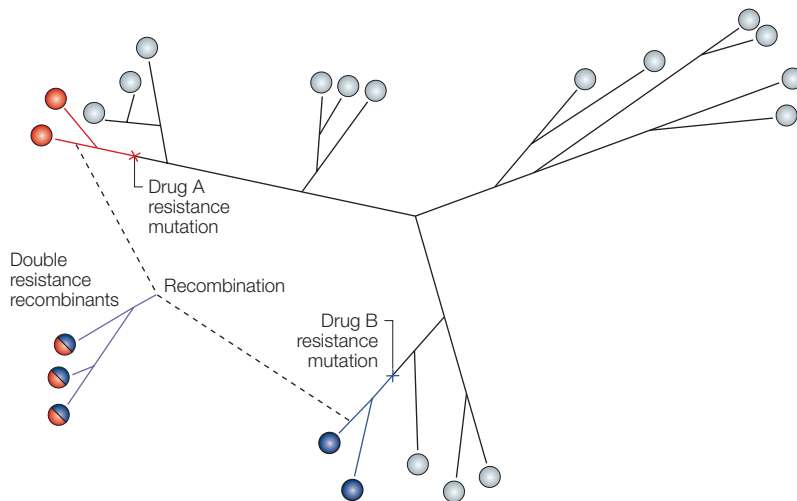 Drug A
resistance
mutation
Double
resistance
recombinants
Recombination
Drug B
resistance
mutation